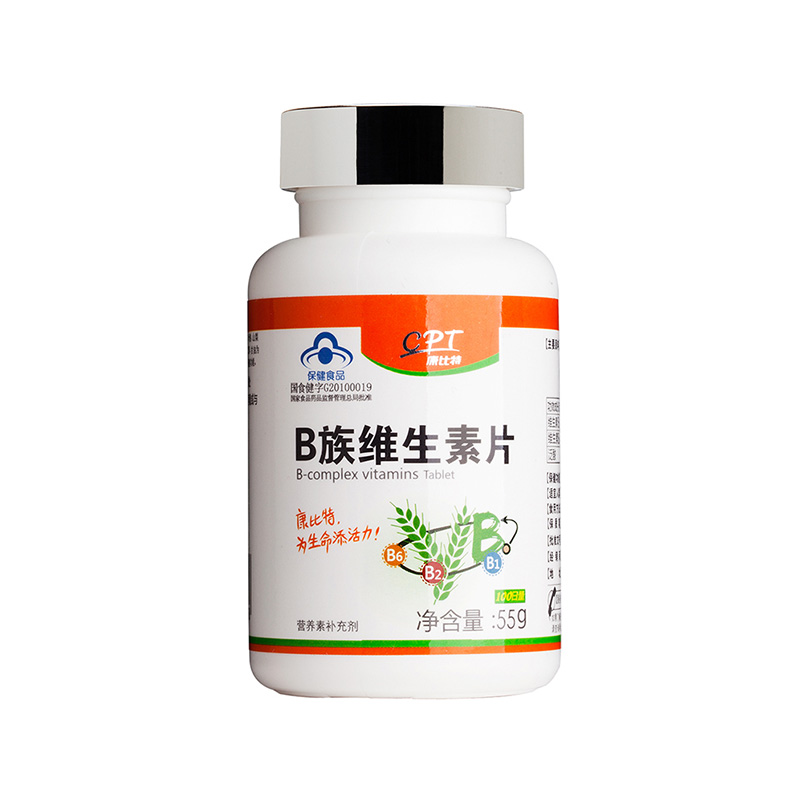 CPT
康比特
保健食品
国食健字G20100019
国家食品药品监督管理总局批准
B族维生素片
B-complex vitamins Tablet
康比特,
为生命添活力!
VB
B6
B2
B1
100日量
净含量:55g
营养素补充剂